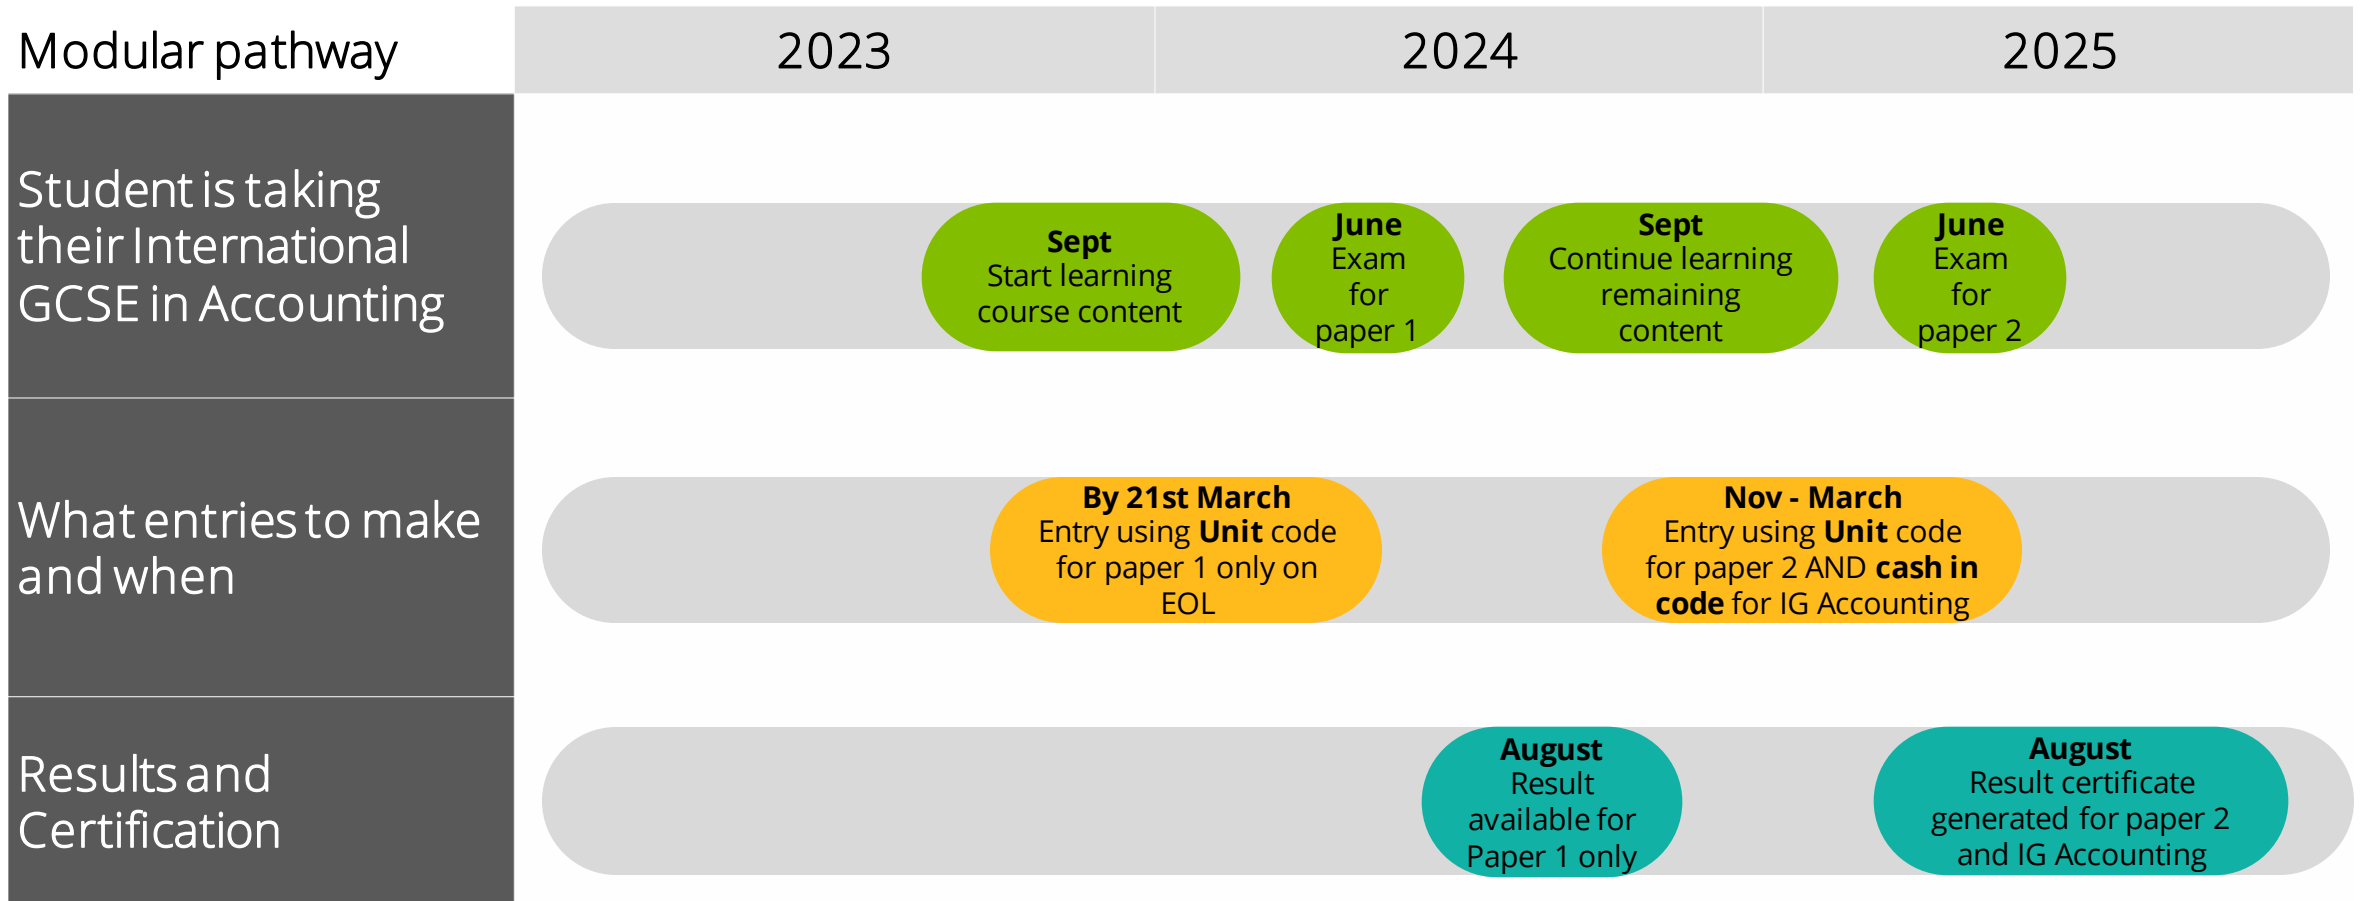 Modular pathway
2023
2024
2025
Student is taking
their International
GCSE in Accounting
Sept
Start learning
course content
June
Exam
for
paper 1
Sept
Continue learning
remaining
content
June
Exam
for
paper 2
What entries to make
and when
By 21st March
Entry using Unit code
for paper 1 only on
EOL
Nov - March
Entry using Unit code
for paper 2 AND cash in
code for IG Accounting
Results and
Certification
August
Result
available for
Paper 1 only
August
Result certificate
generated for paper 2
and IG Accounting